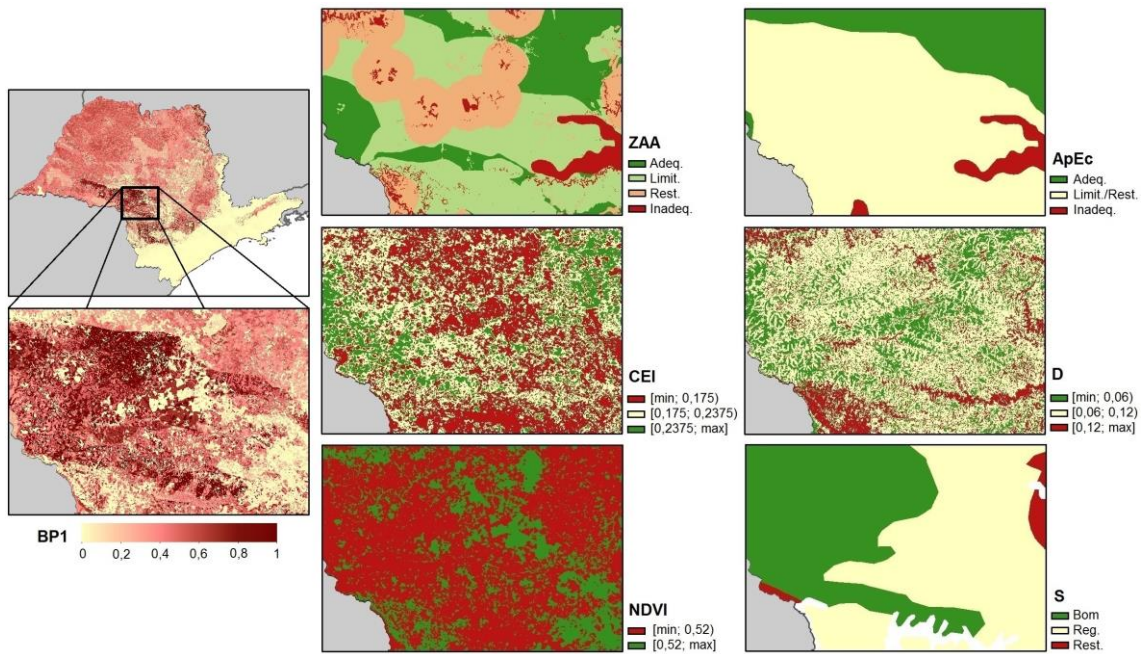 ZAA
Adeq.
Limit.
Rest.
Inadeq.
ApEc
Adeq.
Limit./Rest.
Inadeq.
CEI
[min; 0,175)
[0,175; 0,2375)
[0,2375; max]
D
[min; 0,06)
[0,06; 0,12)
[0,12; max]
BP1
0 0,2 0,4 0,6 0,8 1
NDVI
[min; 0,52)
[0,52; max]
S
Bom
Reg.
Rest.